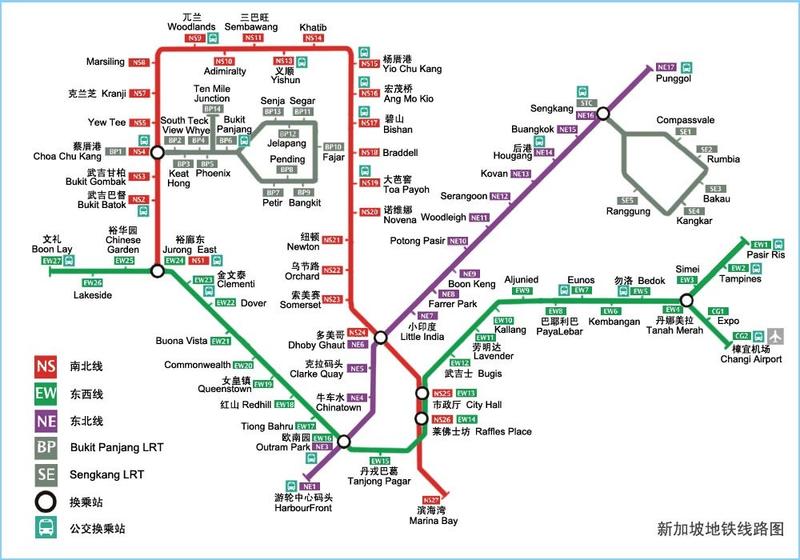 兀兰
Woodlands
NS9
三巴旺
NS11
Sembawang
Khatib
NS14
Marsiling NS8
NS10
Admiralty
NS13
义顺
Yishun
NS15 杨厝港
Yio Chu Kang
克兰芝 Kranji NS7
NS16 宏茂桥
Ang Mo Kio
Yew Tee NS5
NS17 碧山
Bishan
蔡厝港
Choa Chu Kang BP1 NS4
NS18 Braddell
武吉甘柏 NS3
Bukit Gombak
NS19 大芭窑
Toa Payoh
武吉巴督 NS2
Bukit Batok
NS20 诺维娜
Novena
Ten Mile
Junction
BP14
South View
BP2
Teck Whye
BP4
Bukit Panjang
BP6
BP3
Keat
Hong
BP5
Phoenix
Senja
BP13
Segar
BP11
BP12
Jelapang
Pending
BP8
BP10
Fajar
BP7
Petir
BP9
Bangkit
纽顿 NS21
Newton
乌节路 NS22
Orchard
索美赛 NS23
Somerset
多美哥 NS24
Dhoby Ghaut NE6
克拉码头 NE5
Clarke Quay
牛车水 NE4
Chinatown
欧南园 EW16
Outram Park NE3
NE1
游轮中心码头
HarbourFront
文礼
Boon Lay
EW27
EW26
Lakeside
裕华园
Chinese
Garden
EW25
裕廊东
Jurong East
EW24 NS1
EW23 金文泰
Clementi
EW22 Dover
Buona Vista EW21
Commonwealth EW20
女皇镇 EW19
Queenstown
红山 Redhill EW18
Tiong Bahru EW17
EW15
丹戎巴葛
Tanjong Pagar
NS25 EW13
市政厅 City Hall
NS26 EW14
莱佛士坊 Raffles Place
NS27
滨海湾
Marina Bay
EW12
武吉士 Bugis
EW11
劳明达
Lavender
EW10
Kallang
Aljunied
EW9
EW8
巴耶利巴
PayaLebar
Eunos
EW7
EW6
Kembangan
勿洛 Bedok
EW5
EW4
丹娜美拉
Tanah Merah
Simei
EW3
EW2
Tampines
EW1
Pasir Ris
CG1
Expo
CG2
樟宜机场
Changi Airport
NE7
小印度
Little India
NE8
Farrer Park
NE9
Boon Keng
Potong Pasir NE10
Woodleigh NE11
Serangoon NE12
Kovan NE13
后港
Hougang NE14
Buangkok NE15
Sengkang STC
NE16
NE17
Punggol
Compassvale
SE1
SE2
Rumbia
SE3
Bakau
SE4
Kangkar
SE5
Ranggung
NS 南北线
EW 东西线
NE 东北线
BP Bukit Panjang LRT
SE Sengkang LRT
换乘站
公交换乘站
新加坡地铁线路图